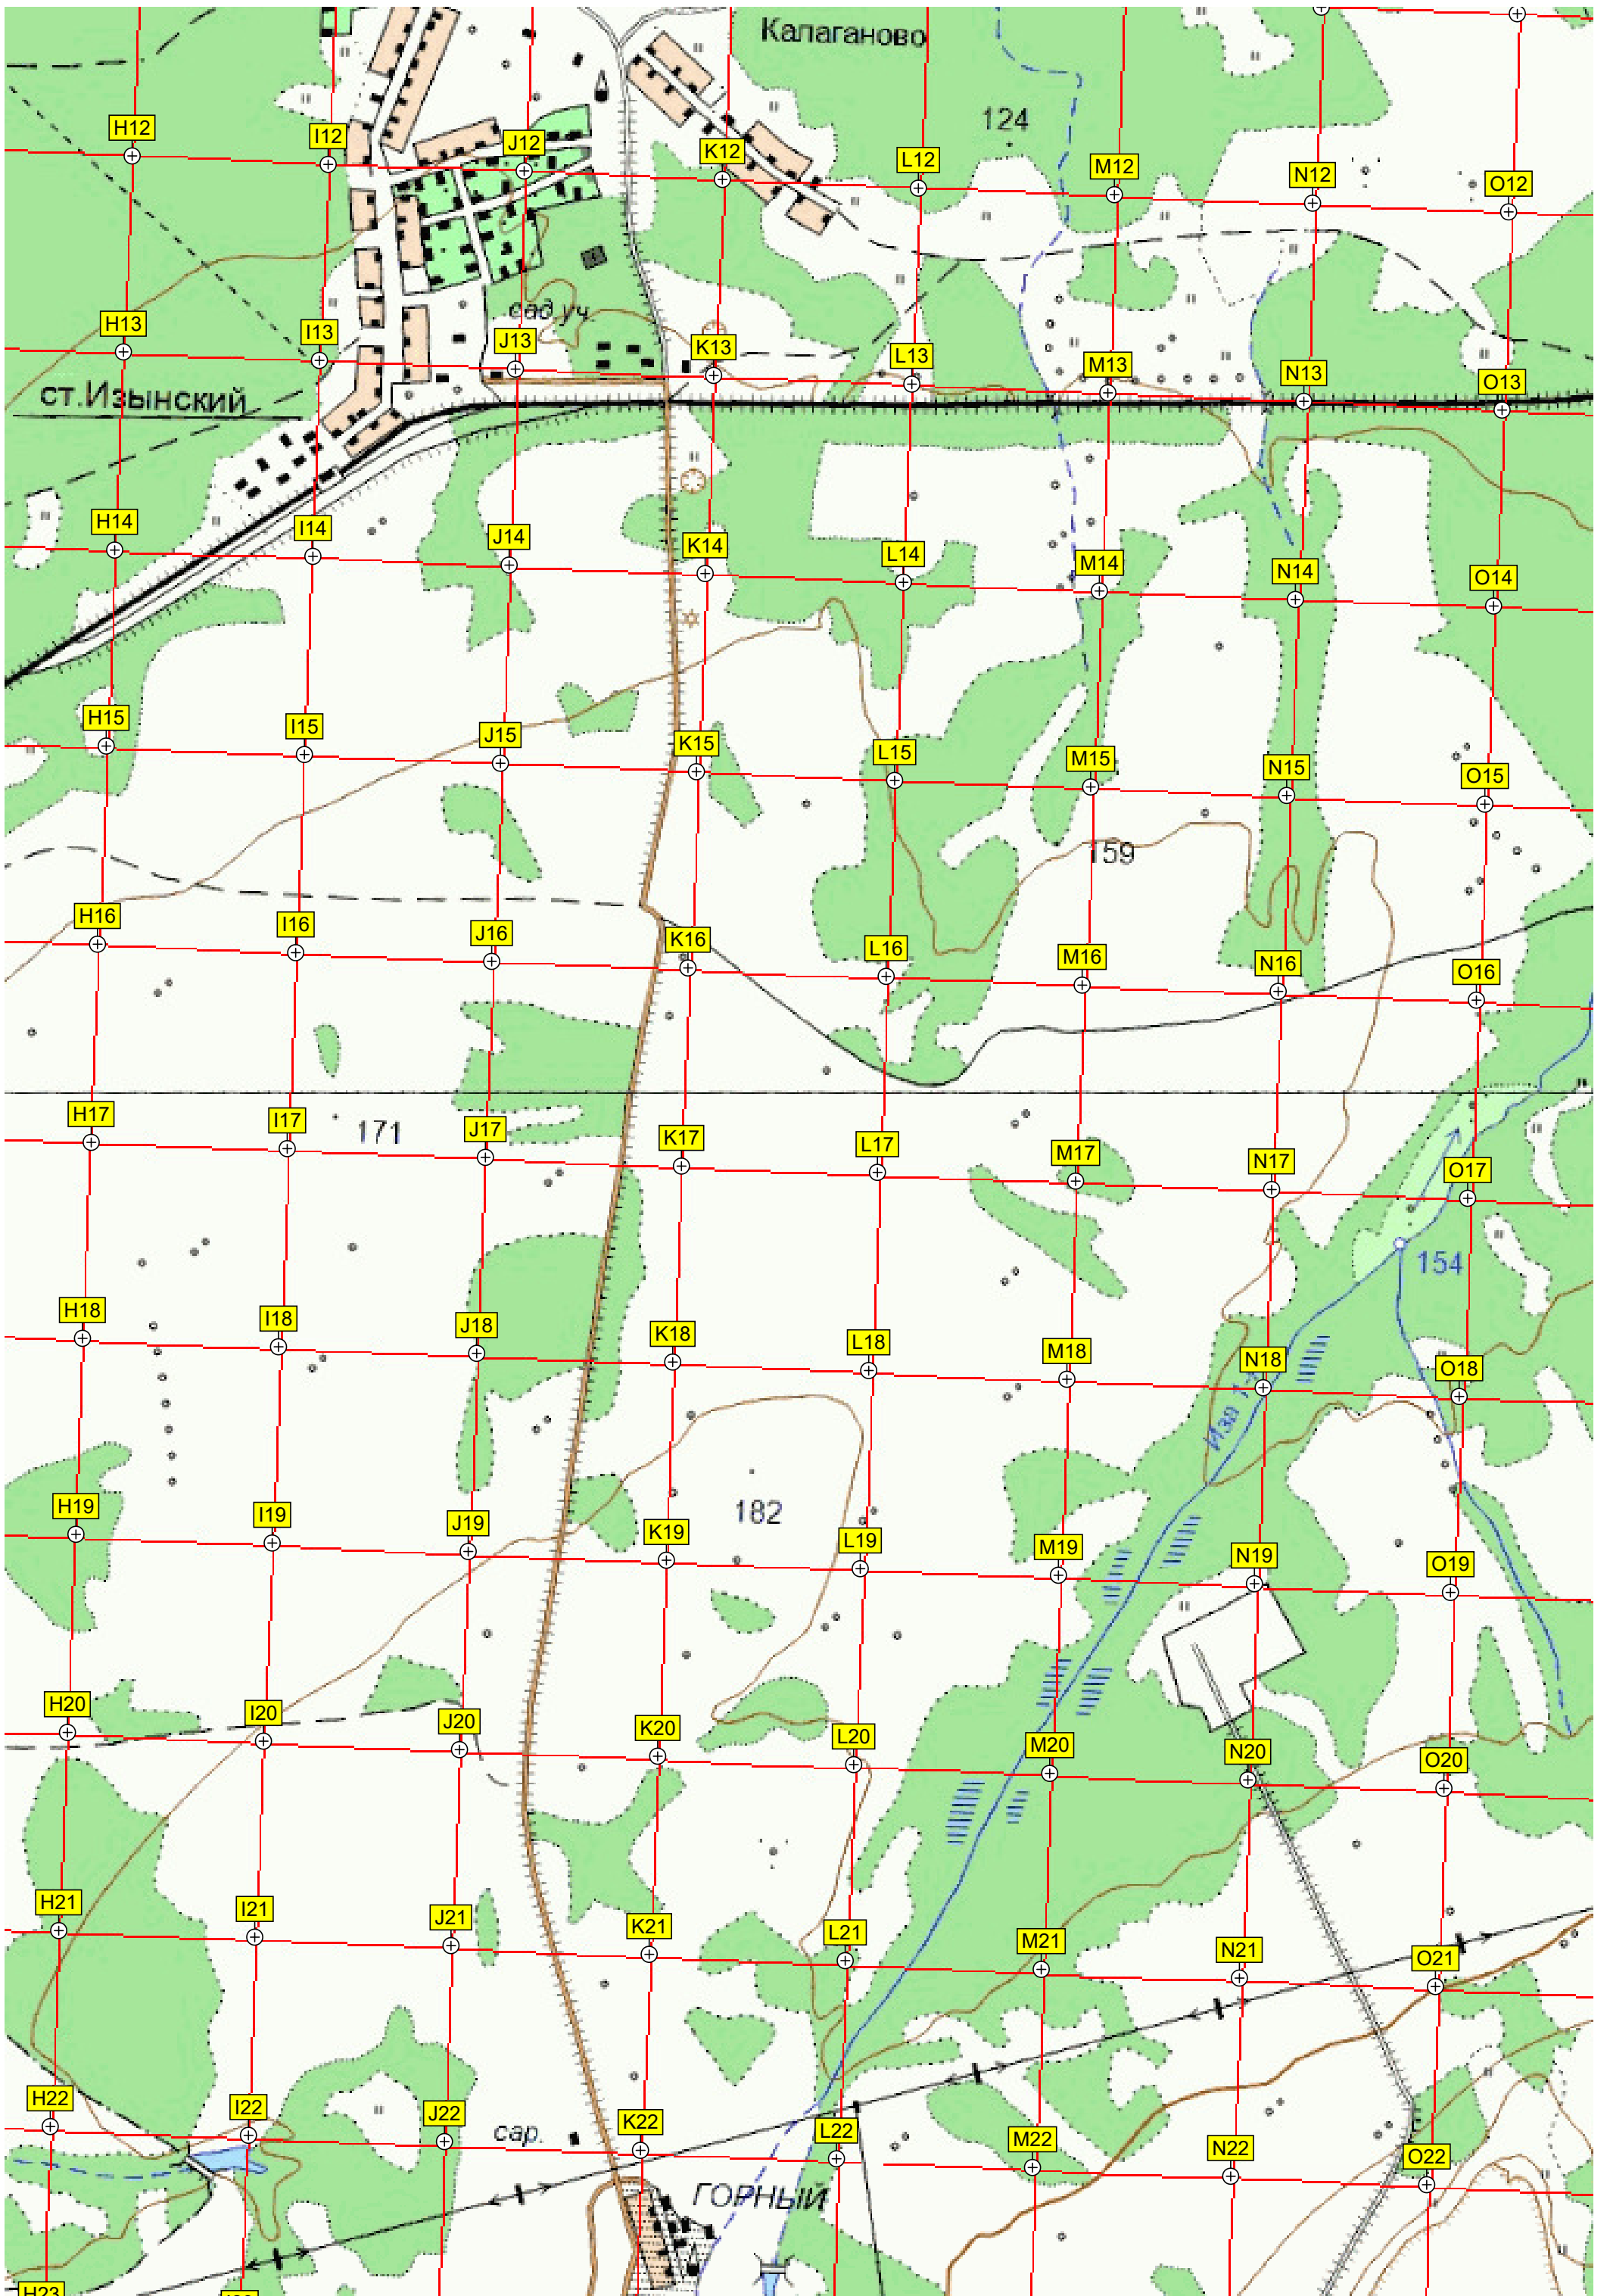 Калаганово
124
H12 I12 J12 K12 L12 M12 N12 O12
сад.уч.
H13 I13 J13 K13 L13 M13 N13 O13
ст.Изынский
H14 I14 J14 K14 L14 M14 N14 O14
H15 I15 J15 K15 L15 M15 N15 O15
159
H16 I16 J16 K16 L16 M16 N16 O16
H17 I17 J17 K17 L17 M17 N17 O17
171
154
H18 I18 J18 K18 L18 M18 N18 O18
H19 I19 J19 K19 L19 M19 N19 O19
182
H20 I20 J20 K20 L20 M20 N20 O20
H21 I21 J21 K21 L21 M21 N21 O21
H22 I22 J22 K22 L22 M22 N22 O22
сар.
ГОРНЫЙ
H23